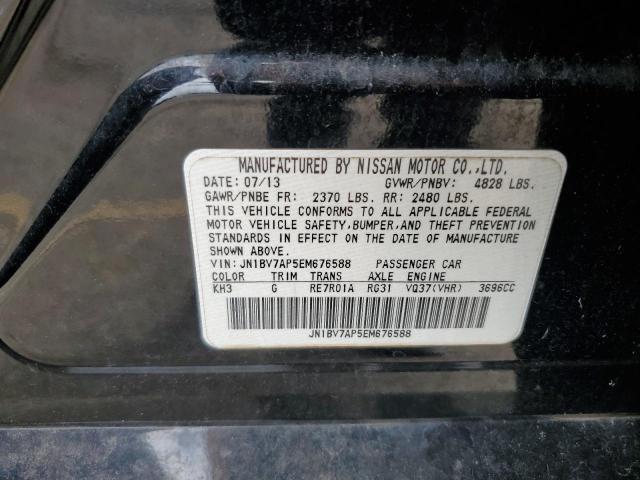 MANUFACTURED BY NISSAN MOTOR CO.,LTD.
DATE: 07/13 GVWR/PNBV: 4828 LBS.
GAWR/PNBE FR: 2370 LBS. RR: 2480 LBS.
THIS VEHICLE CONFORMS TO ALL APPLICABLE FEDERAL
MOTOR VEHICLE SAFETY,BUMPER,AND THEFT PREVENTION
STANDARDS IN EFFECT ON THE DATE OF MANUFACTURE
SHOWN ABOVE.
VIN: JN1BV7AP5EM676588 PASSENGER CAR
COLOR TRIM TRANS AXLE ENGINE
KH3 G RE7R01A RG31 VQ37(VHR) 3696CC
JN1BV7AP5EM676588